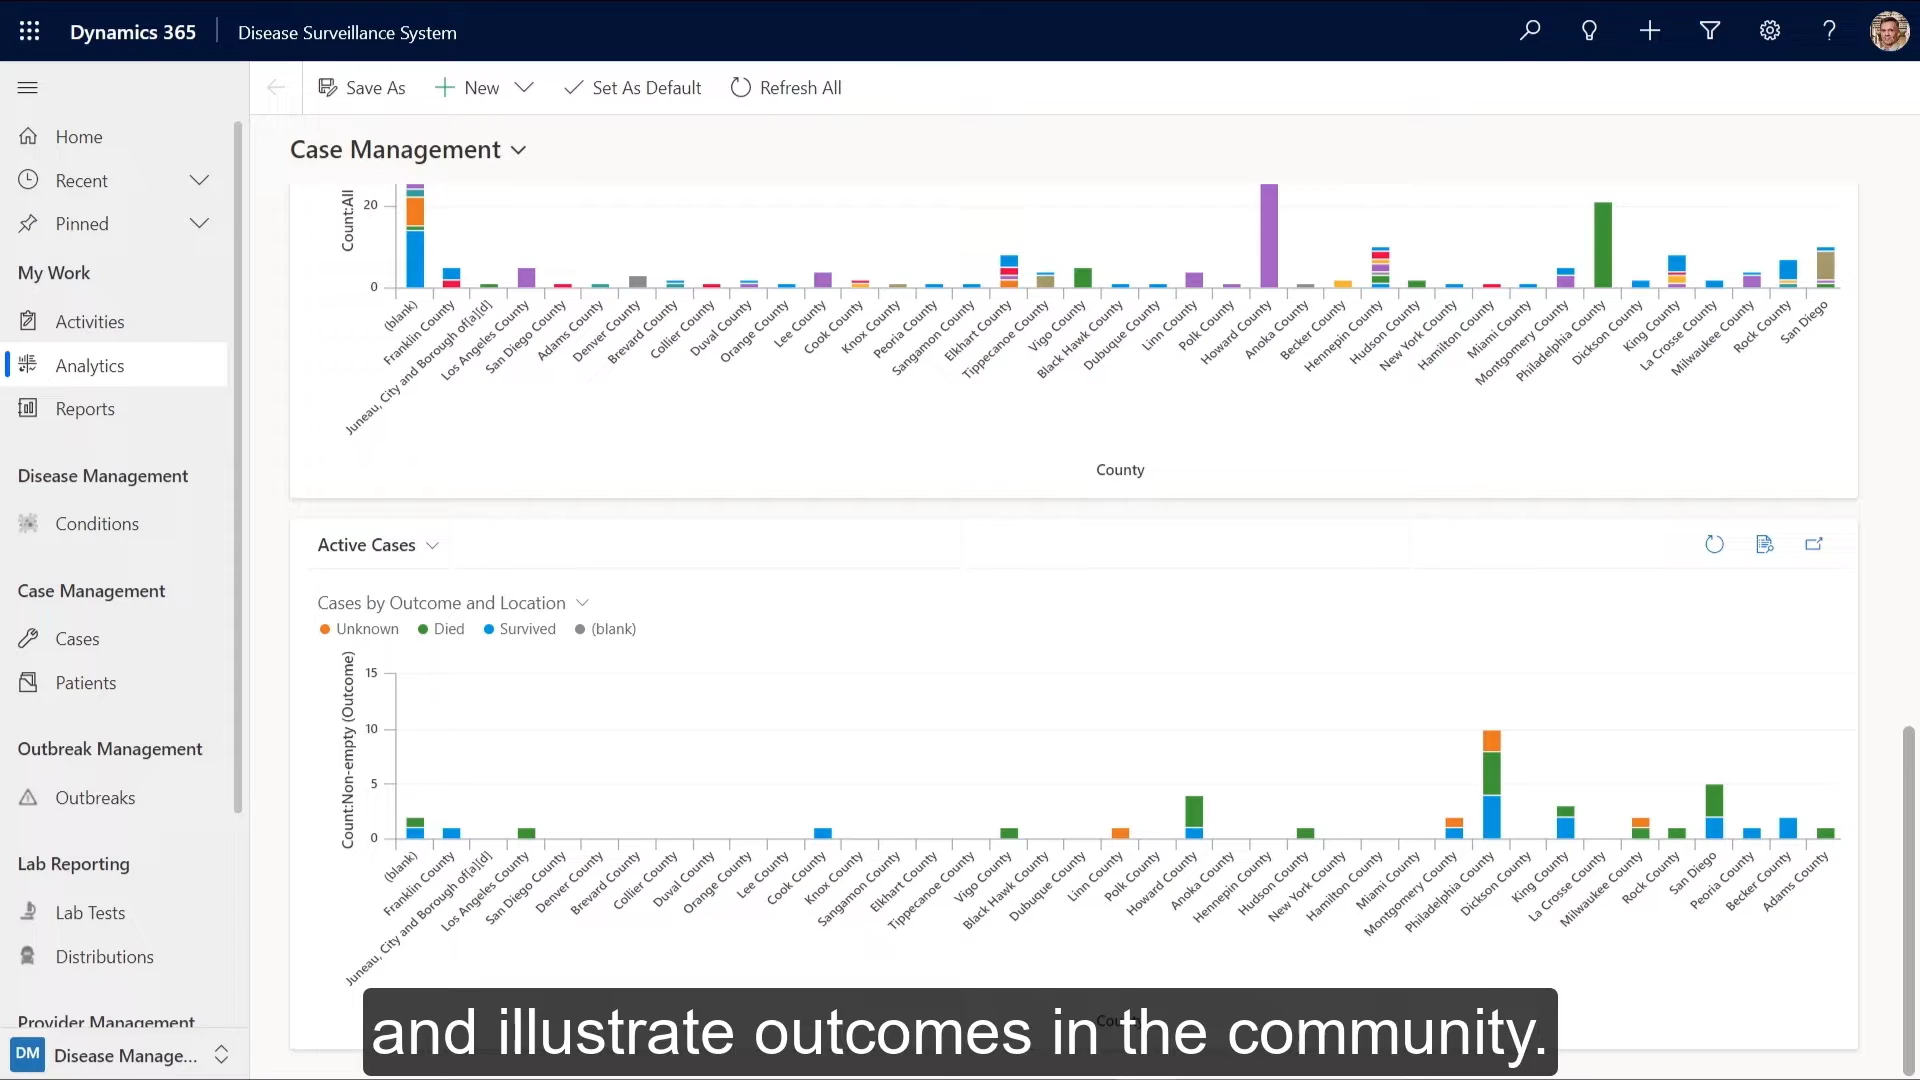 Dynamics 365
Disease Surveillance System
Save As
New
Set As Default
Refresh All
Home
Recent
Pinned
My Work
Activities
Analytics
Reports
Disease Management
Conditions
Case Management
Cases
Patients
Outbreak Management
Outbreaks
Lab Reporting
Lab Tests
Distributions
Provider Management
DM
Disease Manage...
Case Management
Count:All
20
0
(blank)
Franklin County
Juneau, City and Borough of[a][d]
Los Angeles County
San Diego County
Adams County
Denver County
Brevard County
Collier County
Duval County
Orange County
Lee County
Cook County
Knox County
Peoria County
Sangamon County
Elkhart County
Tippecanoe County
Vigo County
Black Hawk County
Dubuque County
Linn County
Polk County
Howard County
Anoka County
Becker County
Hennepin County
Hudson County
New York County
Hamilton County
Miami County
Montgomery County
Philadelphia County
Dickson County
King County
La Crosse County
Milwaukee County
Rock County
San Diego
County
Active Cases
Cases by Outcome and Location
Unknown Died Survived (blank)
Count:Non-empty (Outcome)
15
10
5
0
(blank)
Franklin County
Juneau, City and Borough of[a][d]
Los Angeles County
San Diego County
Denver County
Brevard County
Collier County
Duval County
Orange County
Lee County
Cook County
Knox County
Sangamon County
Elkhart County
Tippecanoe County
Vigo County
Black Hawk County
Dubuque County
Linn County
Polk County
Howard County
Anoka County
Hennepin County
Hudson County
New York County
Hamilton County
Miami County
Montgomery County
Philadelphia County
Dickson County
King County
La Crosse County
Milwaukee County
Rock County
San Diego
Peoria County
Becker County
Adams County
and illustrate outcomes in the community.